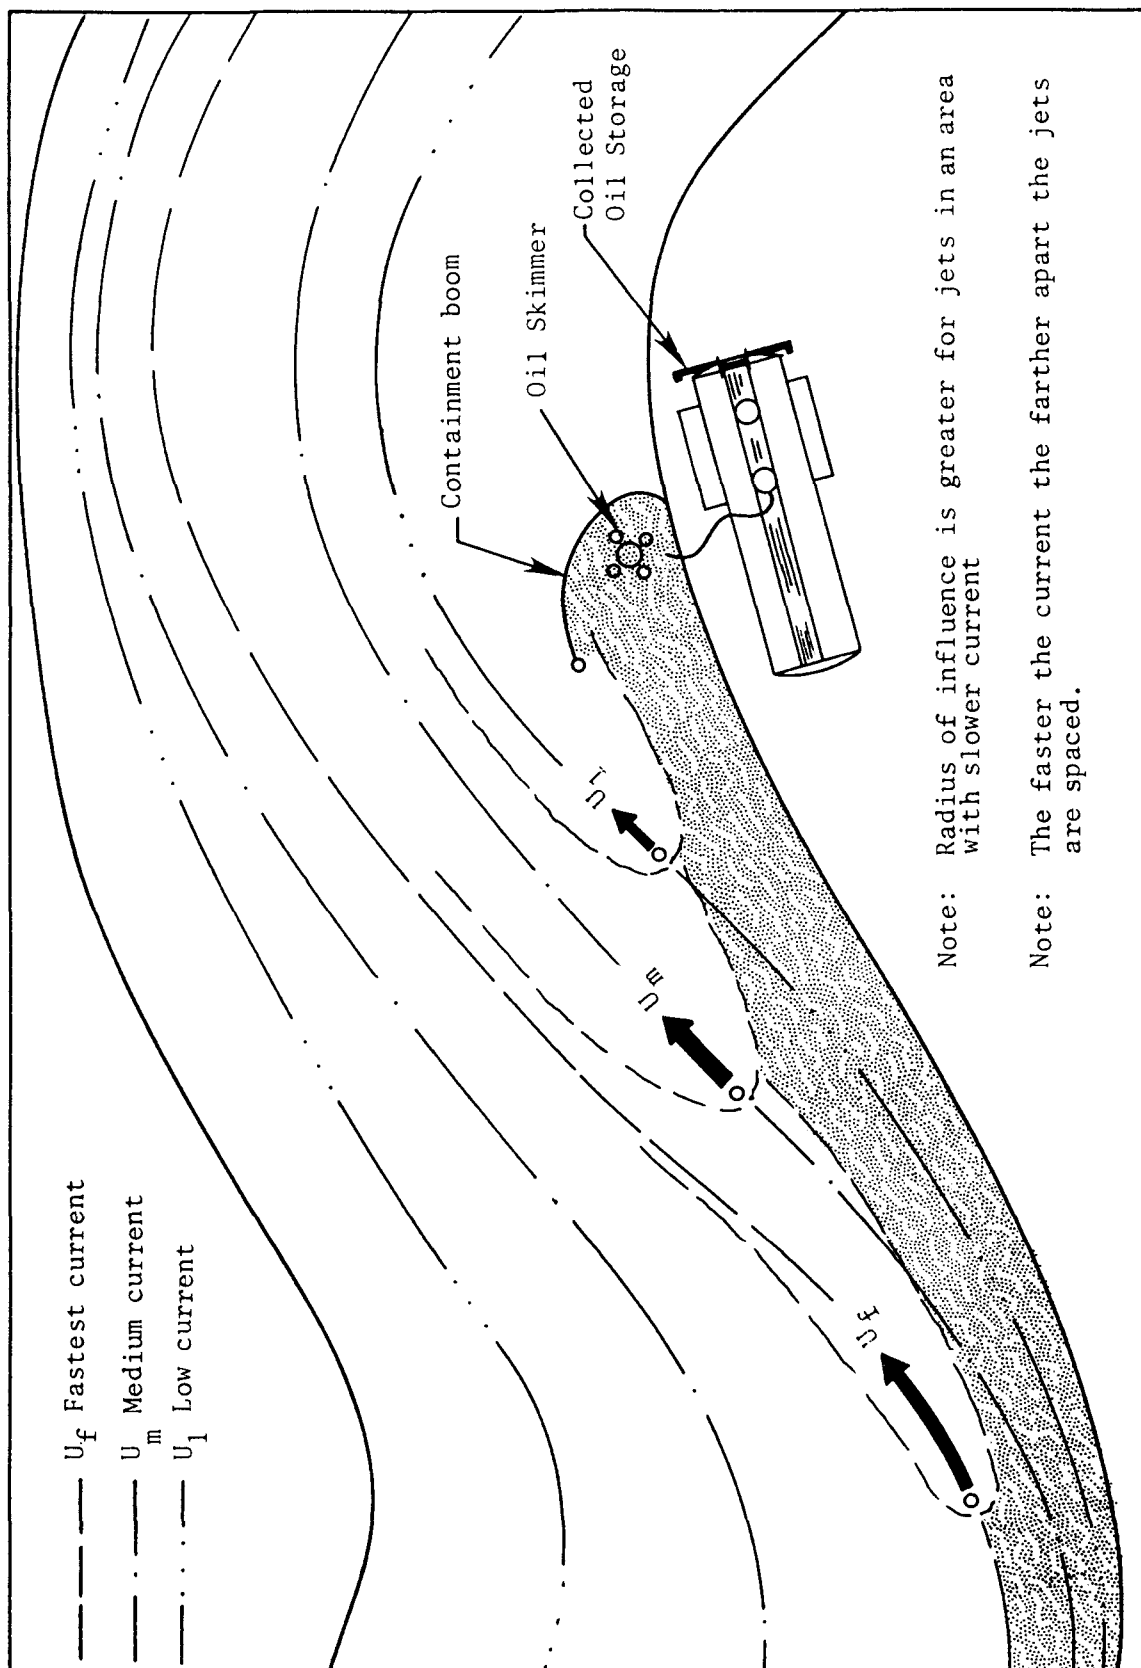 U_f Fastest current
U_m Medium current
U_l Low current
Containment boom
Oil Skimmer
Collected
Oil Storage
U_l
U_m
U_f
Note: Radius of influence is greater for jets in an area
with slower current
Note: The faster the current the farther apart the jets
are spaced.